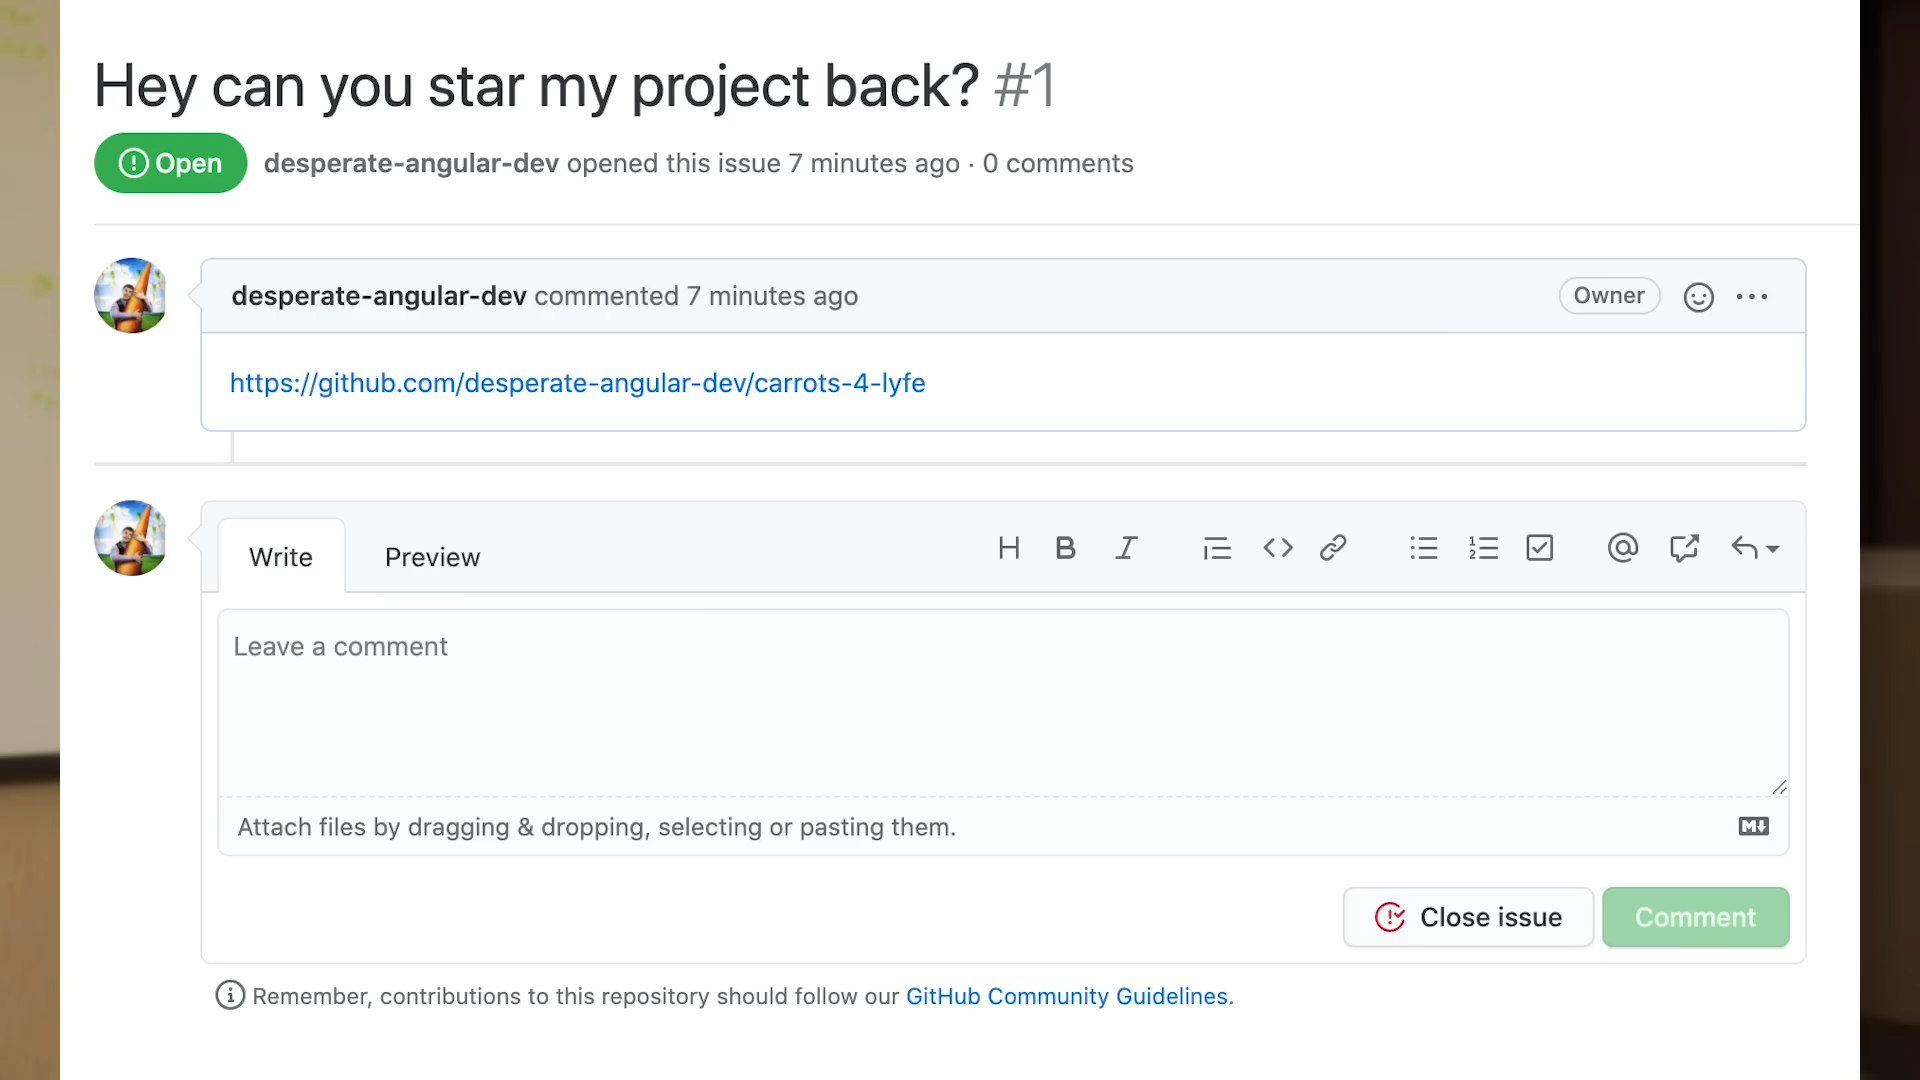 Hey can you star my project back? #1
Open desperate-angular-dev opened this issue 7 minutes ago · 0 comments
desperate-angular-dev commented 7 minutes ago Owner
https://github.com/desperate-angular-dev/carrots-4-lyfe
Write Preview
Leave a comment
Attach files by dragging & dropping, selecting or pasting them.
Close issue Comment
Remember, contributions to this repository should follow our GitHub Community Guidelines.